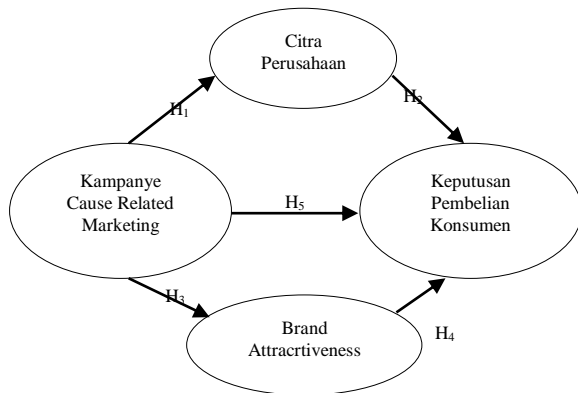 Citra
Perusahaan
H₁
H₂
Kampanye
Cause Related
Marketing
H₅
Keputusan
Pembelian
Konsumen
H₃
Brand
Attracrtiveness
H₄